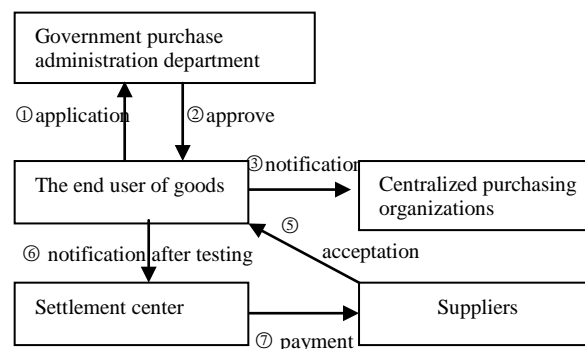 Government purchase
administration department
①application
②approve
③notification
The end user of goods
Centralized purchasing
organizations
⑤
acceptation
⑥ notification after testing
Settlement center
Suppliers
⑦ payment